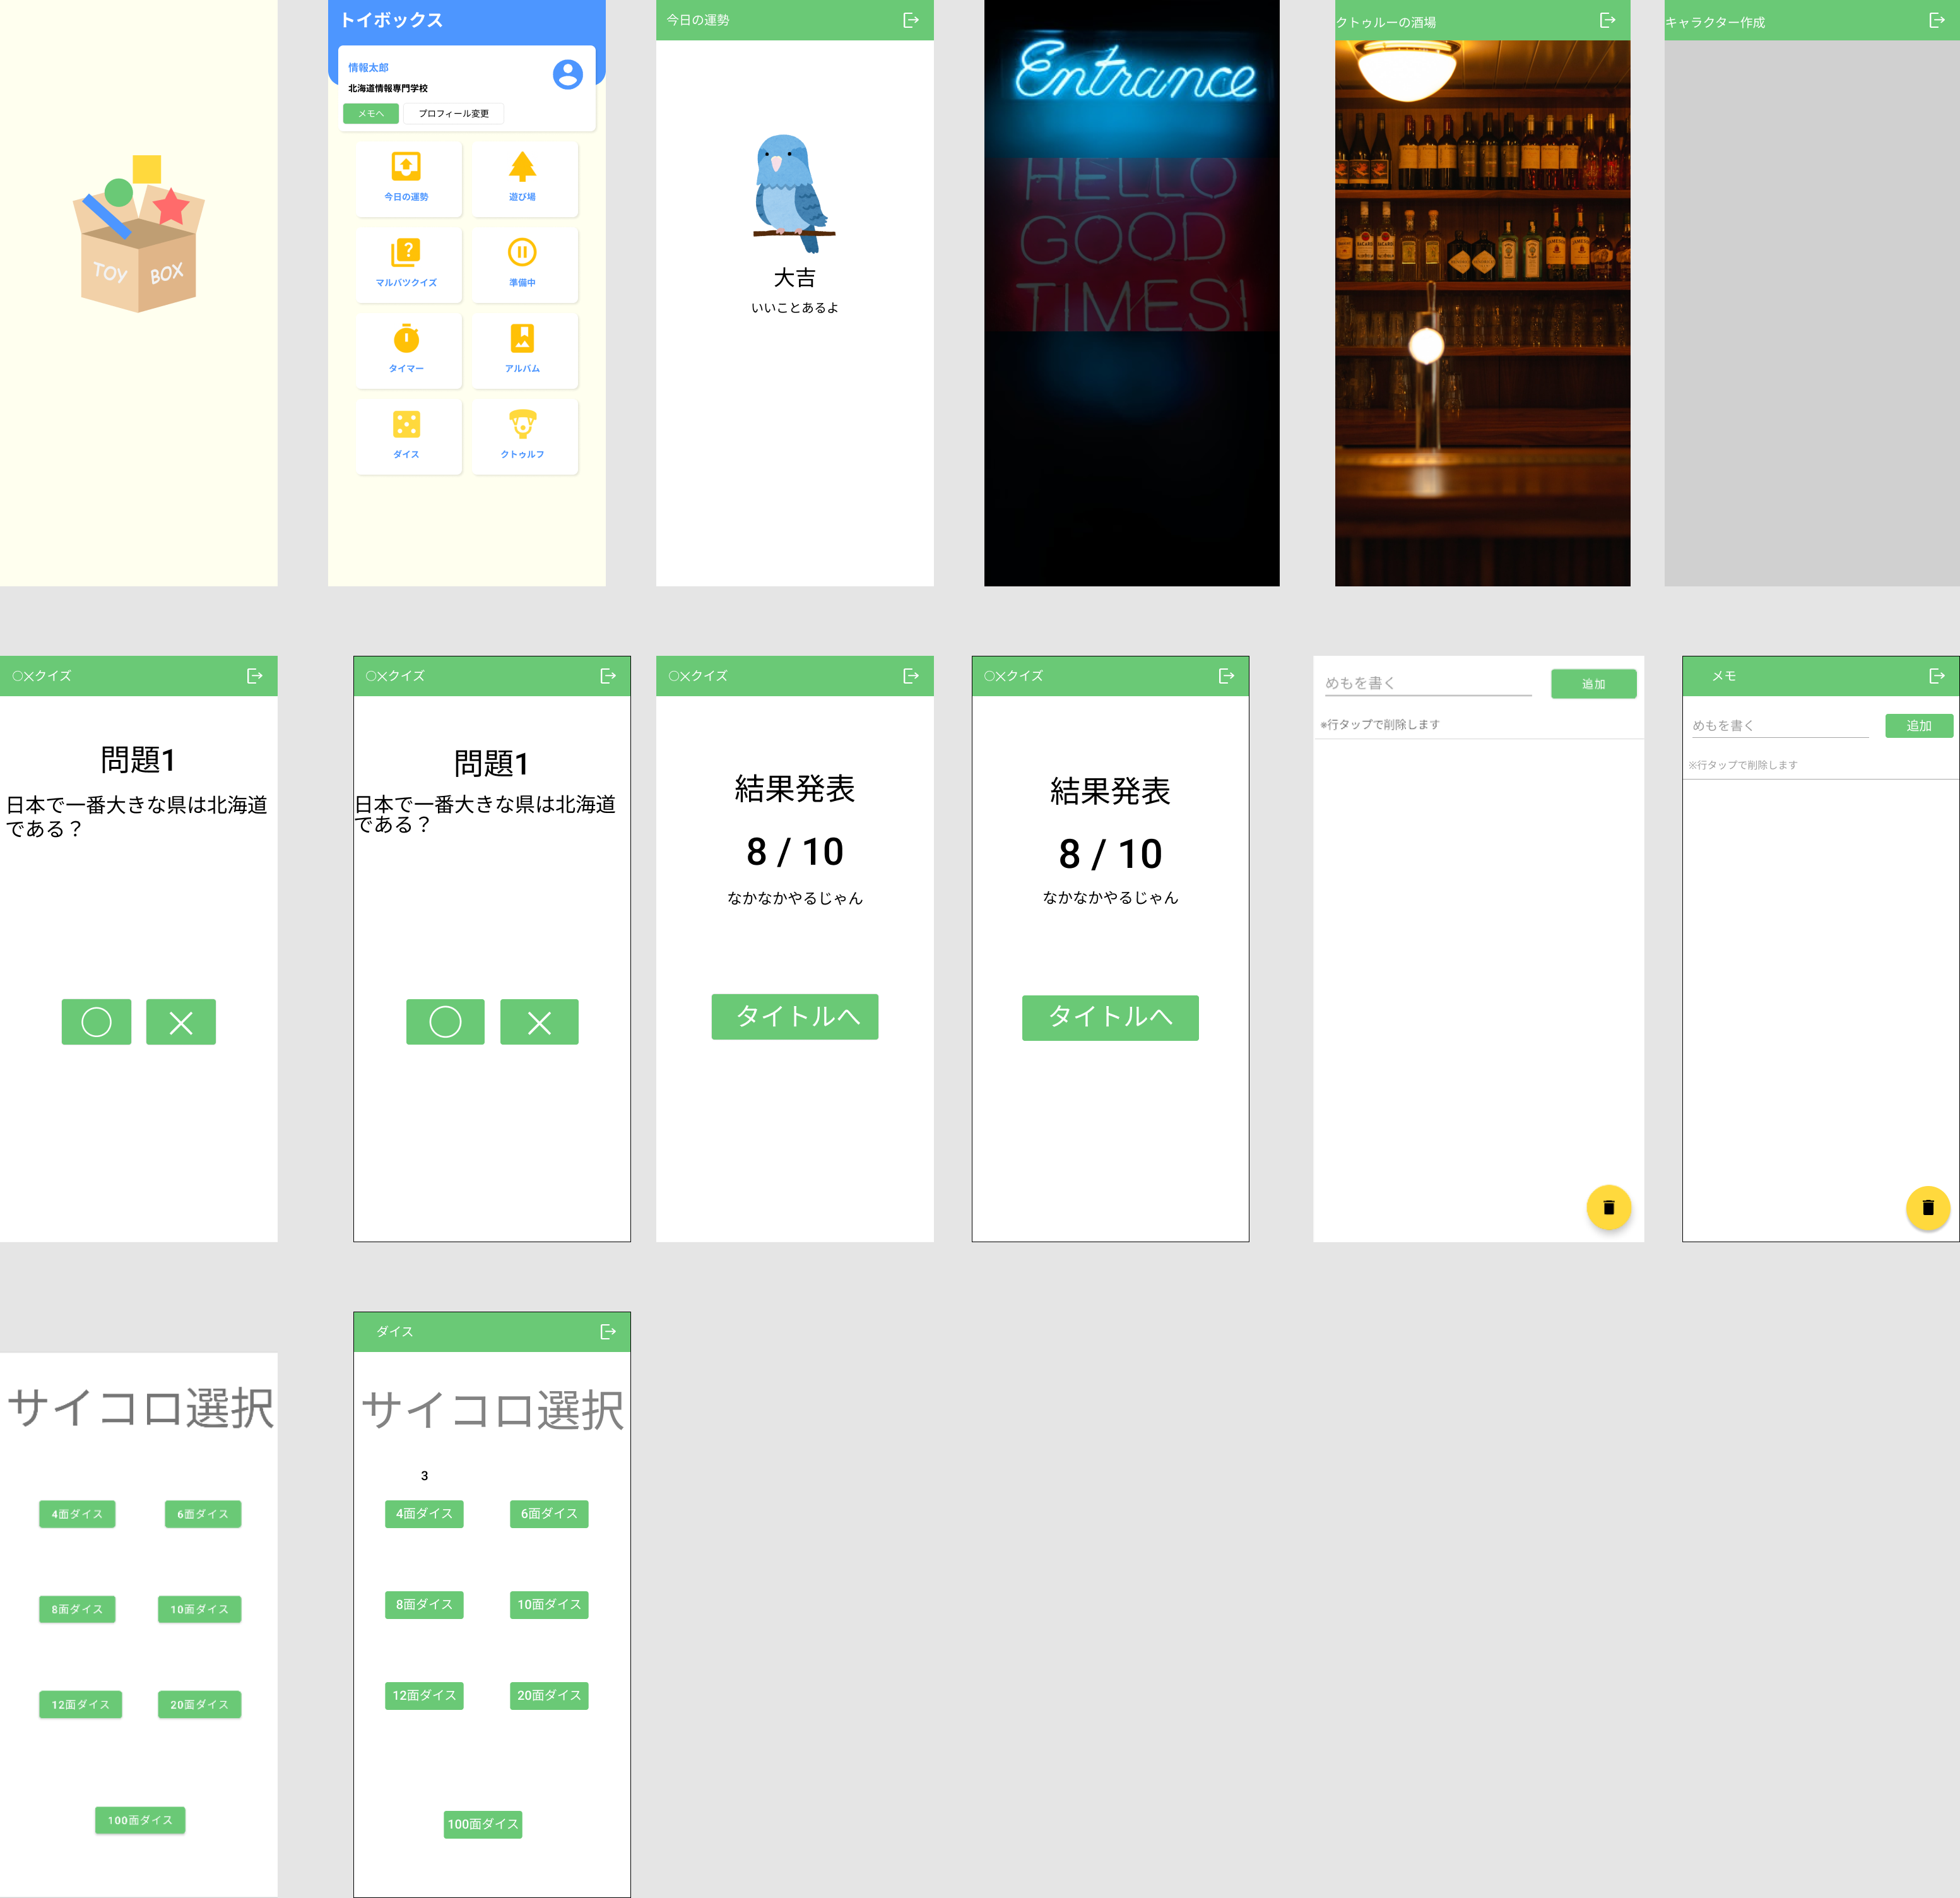 TOY BOX
トイボックス
情報太郎
北海道情報専門学校
メモへ
プロフィール変更
今日の運勢
遊び場
マルバツクイズ
準備中
タイマー
アルバム
ダイス
クトゥルフ
今日の運勢
大吉
いいことあるよ
Entrance
HELLO
GOOD
TIMES!
クトゥルーの酒場
BACARDI
BACARDI
JAMESON
JAMESON
キャラクター作成
○×クイズ
問題1
日本で一番大きな県は北海道
である？
○
×
○×クイズ
問題1
日本で一番大きな県は北海道
である？
○
×
○×クイズ
結果発表
8 / 10
なかなかやるじゃん
タイトルへ
○×クイズ
結果発表
8 / 10
なかなかやるじゃん
タイトルへ
めもを書く
追加
※行タップで削除します
メモ
めもを書く
追加
※行タップで削除します
サイコロ選択
4面ダイス
6面ダイス
8面ダイス
10面ダイス
12面ダイス
20面ダイス
100面ダイス
ダイス
サイコロ選択
3
4面ダイス
6面ダイス
8面ダイス
10面ダイス
12面ダイス
20面ダイス
100面ダイス